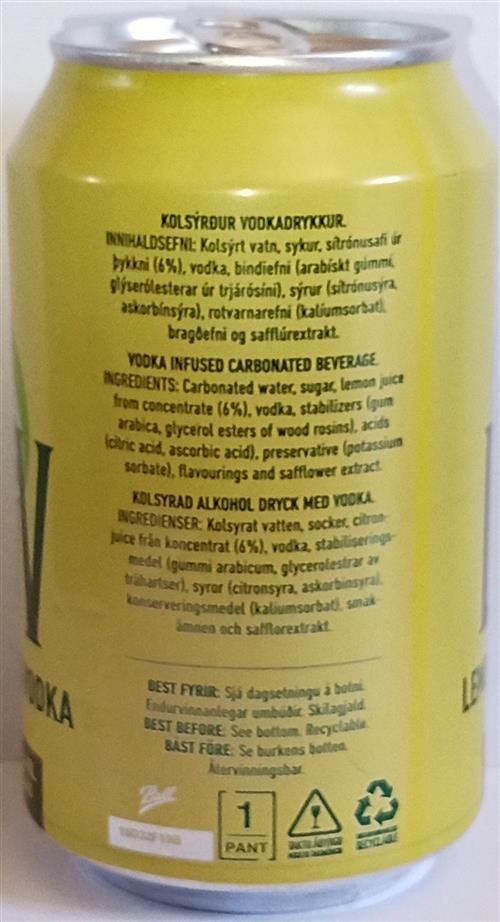 KOLSÝRÐUR VODKADRYKKUR.
INNIHALDSEFNI: Kolsýrt vatn, sykur, sítrónusafi úr
þykkni (6%), vodka, bindiefni (arabískt gúmmí,
glýserólesterar úr trjárósíni), sýrur (sítrónusýra,
askorbínsýra), rotvarnarefni (kalíumsorbat),
bragðefni og safflúrextrakt.
VODKA INFUSED CARBONATED BEVERAGE.
INGREDIENTS: Carbonated water, sugar, lemon juice
from concentrate (6%), vodka, stabilizers (gum
arabica, glycerol esters of wood rosins), acids
(citric acid, ascorbic acid), preservative (potassium
sorbate), flavourings and safflower extract.
KOLSYRAD ALKOHOL DRYCK MED VODKA.
INGREDIENSER: Kolsyrat vatten, socker, citron-
juice från koncentrat (6%), vodka, stabiliserings-
medel (gummi arabicum, glycerolestrar av
trähartser), syror (citronsyra, askorbinsyra),
konserveringsmedel (kaliumsorbat), smak-
ämnen och safflorextrakt.
BEST FYRIR: Sjá dagsetningu á botni.
Endurvinnanlegar umbúðir. Skilagjald.
BEST BEFORE: See bottom. Recyclable.
BÄST FÖRE: Se burkens botten.
Återvinningsbar.
Ball
1
PANT
RECYCLABLE
VODKA